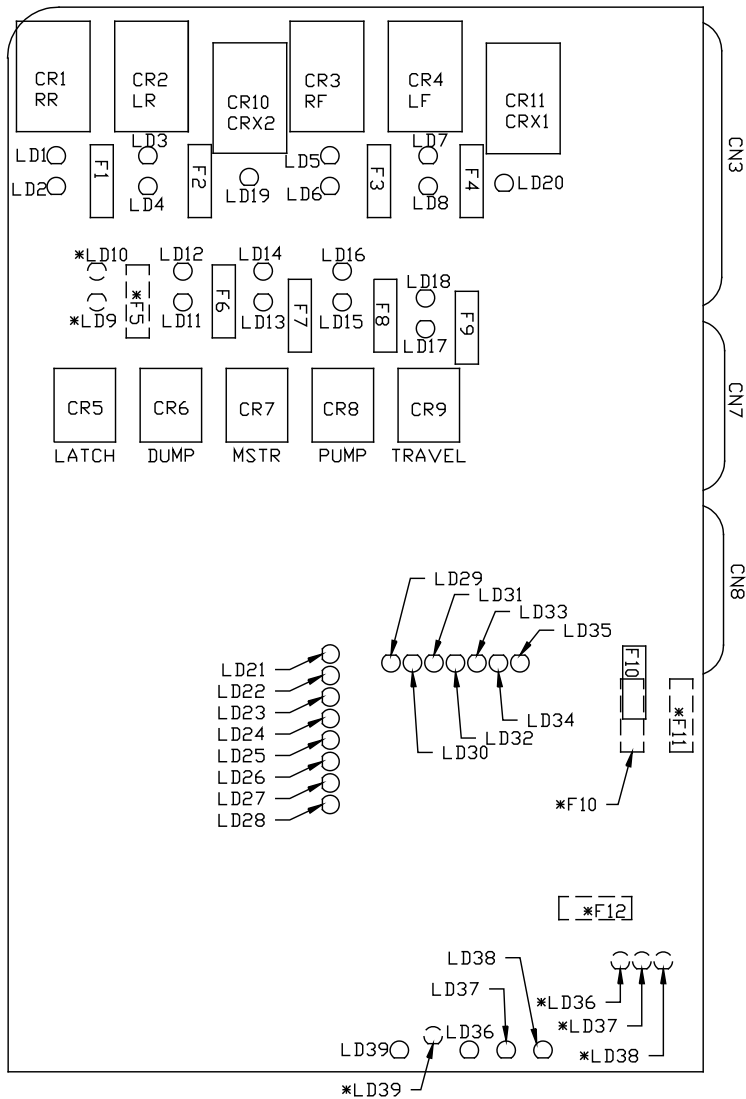 CR1
RR
CR2
LR
CR10
CRX2
CR3
RF
CR4
LF
CR11
CRX1
CN3
LD1
LD2
F1
LD3
LD4
F2
LD19
LD5
LD6
F3
LD7
LD8
F4
LD20
*LD10
*LD9
*F5
LD12
LD11
F6
LD14
LD13
F7
LD16
LD15
F8
LD18
LD17
F9
CN7
CR5
LATCH
CR6
DUMP
CR7
MSTR
CR8
PUMP
CR9
TRAVEL
CN8
LD29
LD31
LD33
LD35
LD34
LD32
LD30
LD21
LD22
LD23
LD24
LD25
LD26
LD27
LD28
F10
*F11
*F10
*F12
LD38
LD37
LD36
LD39
*LD39
*LD36
*LD37
*LD38